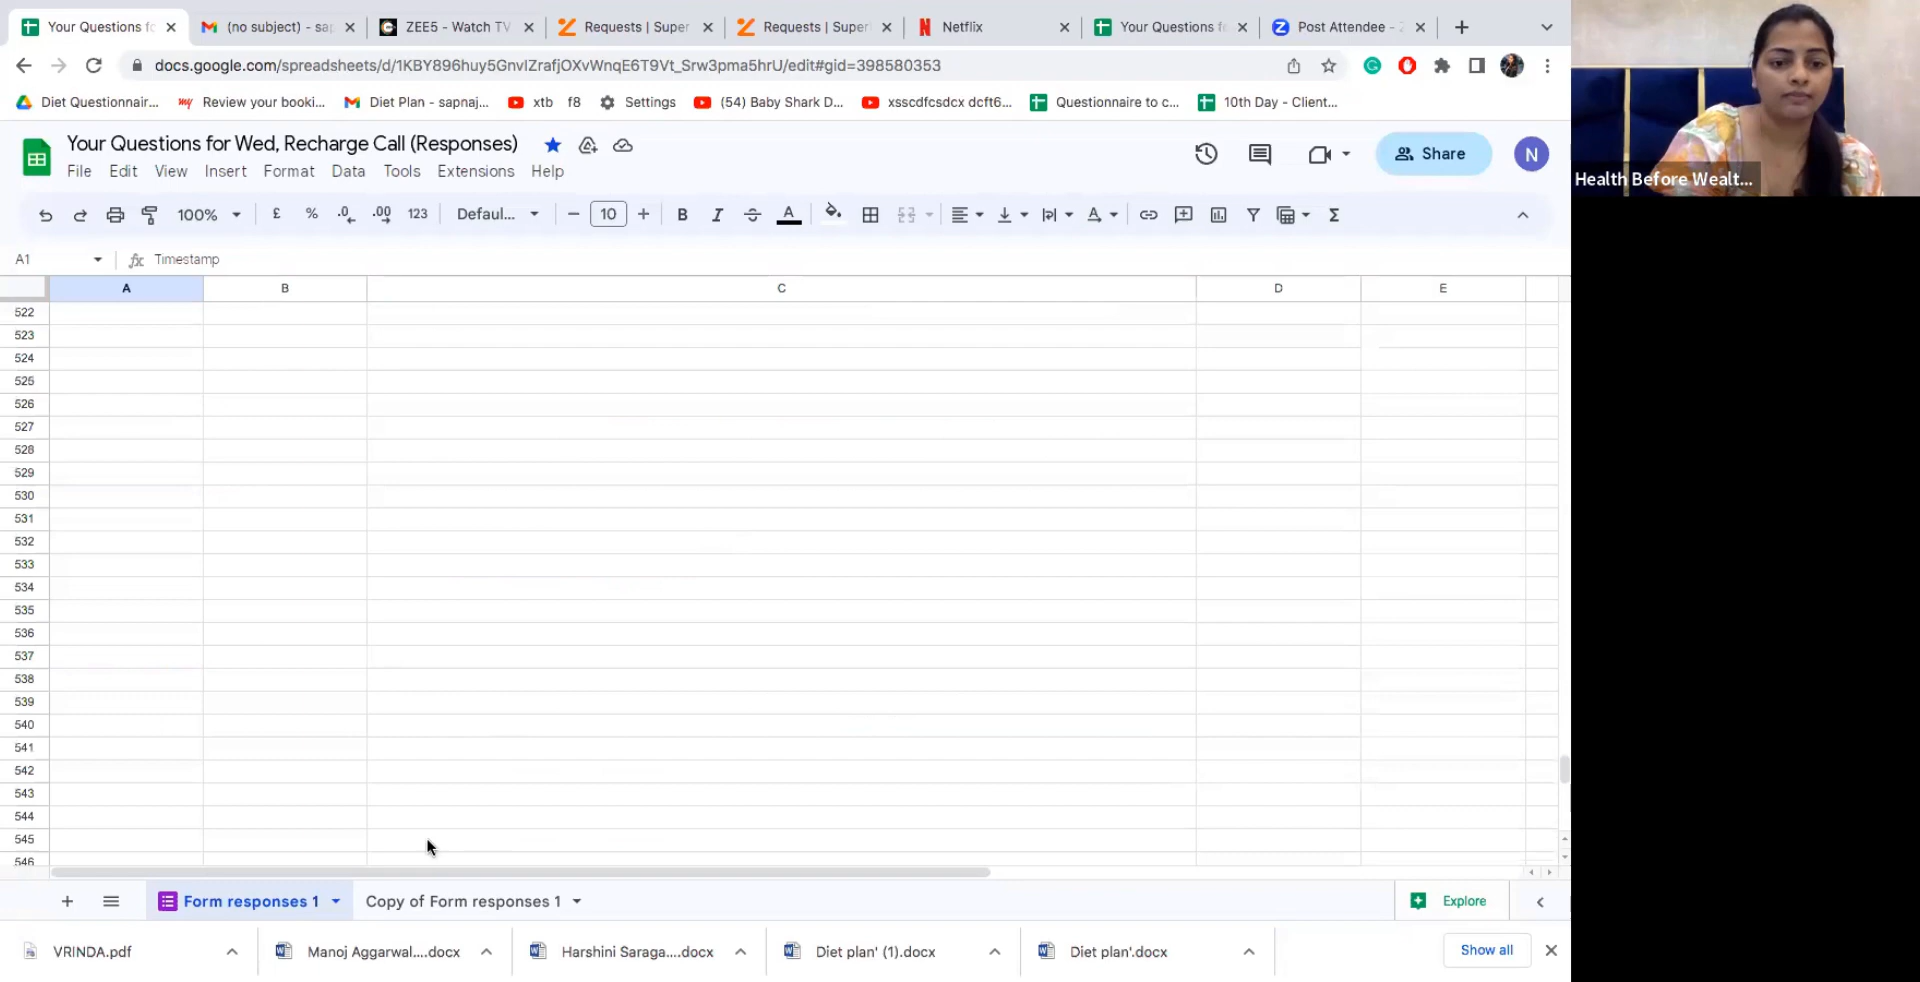 Your Questions fo
(no subject) - sap
ZEE5 - Watch TV
Requests | Super
Requests | Super
Netflix
Your Questions fo
Post Attendee - Z
docs.google.com/spreadsheets/d/1KBY896huy5GnvlZrafjOXvWnqE6T9Vt_Srw3pma5hrU/edit#gid=398580353
Diet Questionnair...
Review your booki...
Diet Plan - sapnaj...
xtb f8
Settings
(54) Baby Shark D...
xsscdfcsdcx dcft6...
Questionnaire to c...
10th Day - Client...
Your Questions for Wed, Recharge Call (Responses)
File Edit View Insert Format Data Tools Extensions Help
Share
N
100% £ % .0 .00 123 Defaul... 10 B I A A Σ
A1 fx Timestamp
A B C D E
522
523
524
525
526
527
528
529
530
531
532
533
534
535
536
537
538
539
540
541
542
543
544
545
546
Form responses 1
Copy of Form responses 1
Explore
VRINDA.pdf
Manoj Aggarwal....docx
Harshini Saraga....docx
Diet plan' (1).docx
Diet plan'.docx
Show all
Health Before Wealt...